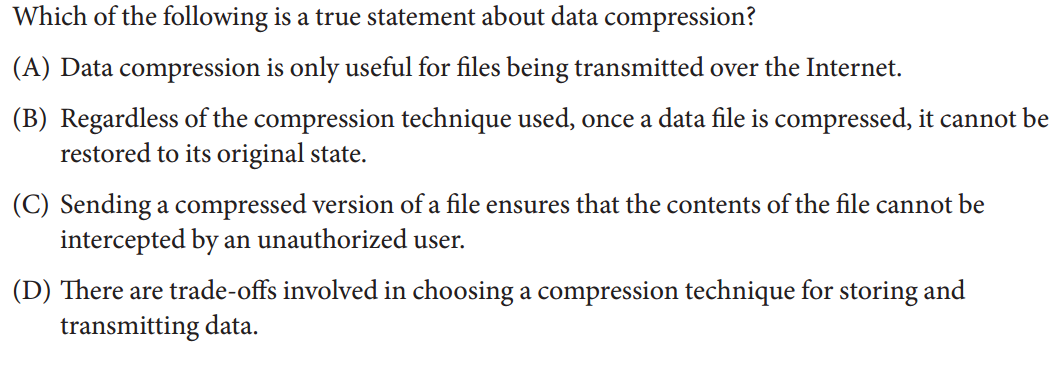 Which of the following is a true statement about data compression?
(A) Data compression is only useful for files being transmitted over the Internet.
(B) Regardless of the compression technique used, once a data file is compressed, it cannot be
restored to its original state.
(C) Sending a compressed version of a file ensures that the contents of the file cannot be
intercepted by an unauthorized user.
(D) There are trade-offs involved in choosing a compression technique for storing and
transmitting data.